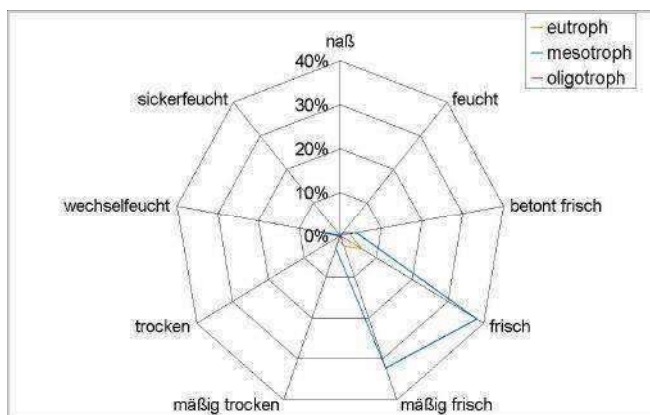 naß
eutroph
mesotroph
oligotroph
40%
sickerfeucht
feucht
30%
20%
wechselfeucht
betont frisch
10%
0%
trocken
frisch
mäßig trocken
mäßig frisch